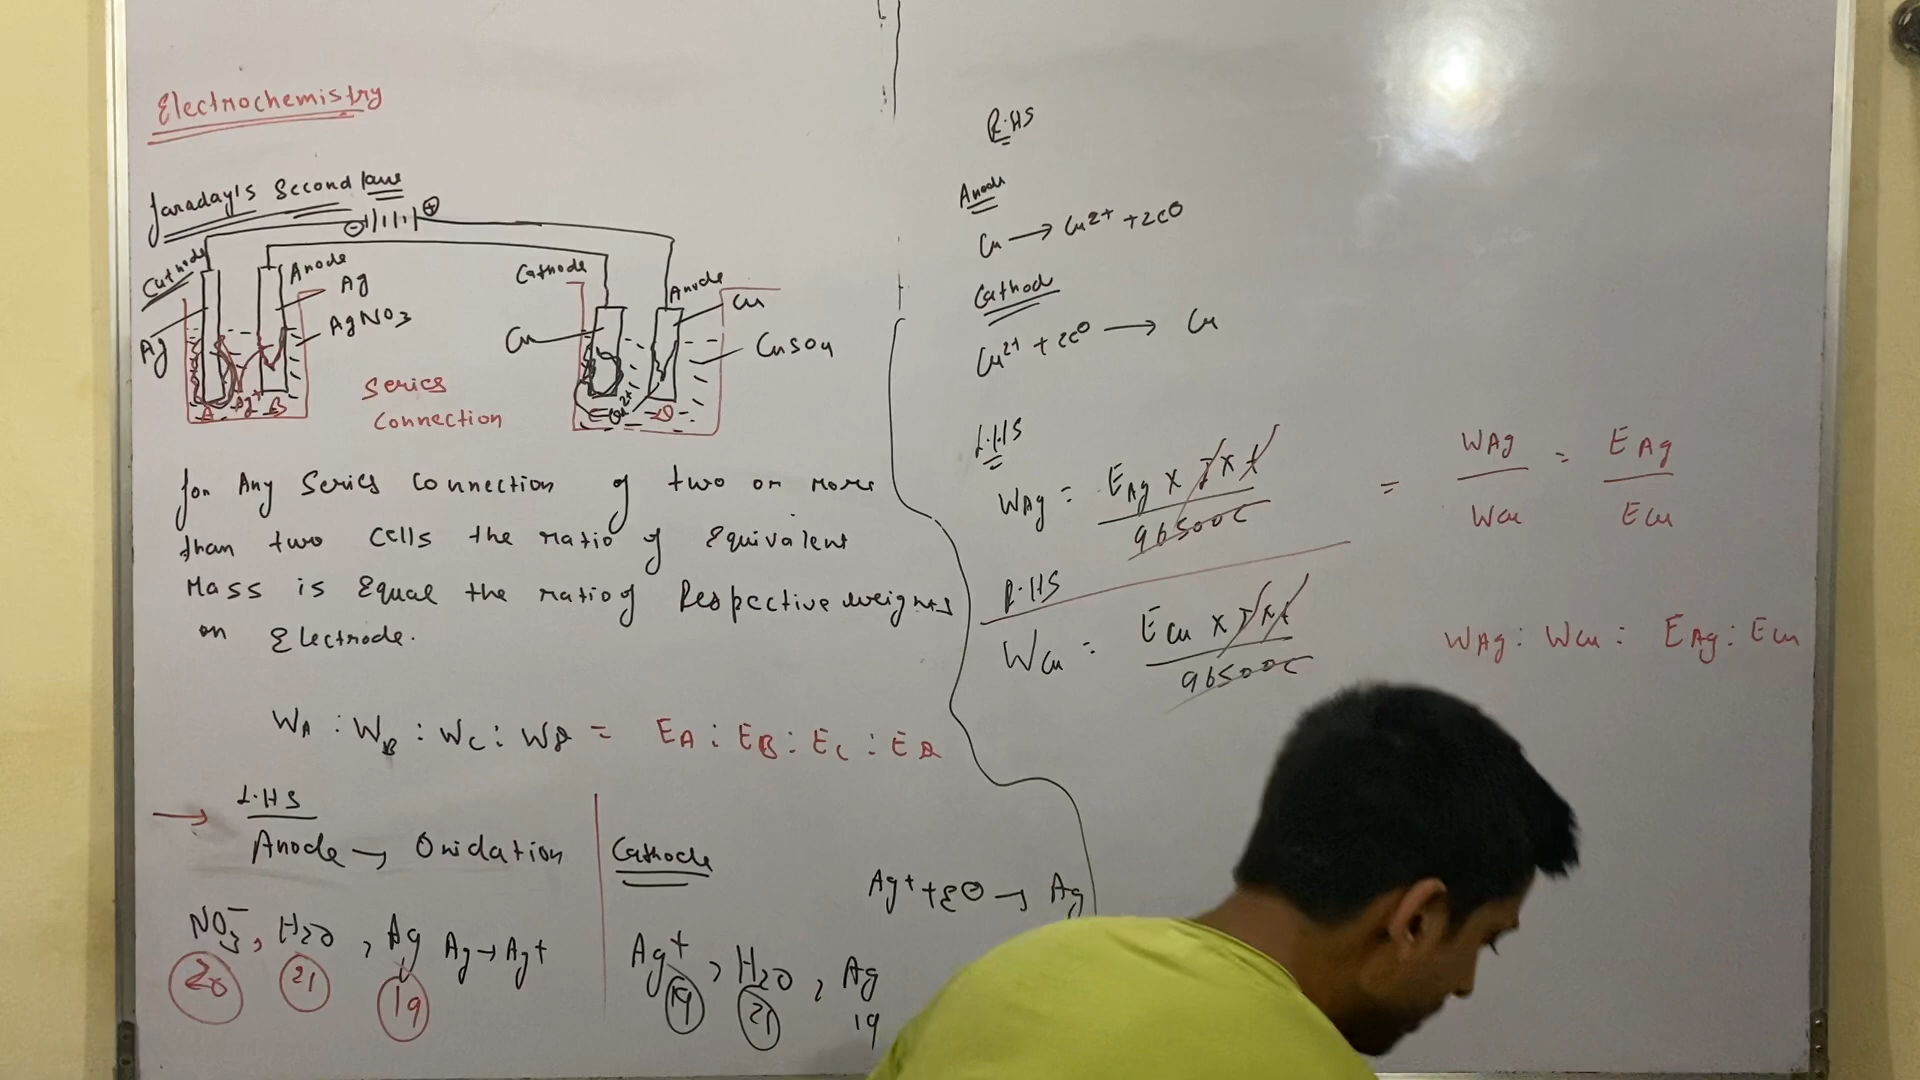 Electrochemistry
Faraday's Second law
⊖ ⊕
Cathode
Anode
Ag
AgNO3
Ag
A Ag+ B
Series
Connection
Cathode
Anode
Cu
Cu
CuSO4
C Cu2+ D
for Any Series Connection of two or more
than two cells the ratio of Equivalent
Mass is Equal the ratio of Respective weights
on Electrode.
WA : WB : WC : WD = EA : EB : EC : ED
→ L.H.S
Anode → Oxidation
NO3-, H2O, Ag Ag → Ag+
20 21 19
Cathode
Ag+ + e⊖ → Ag
Ag+, H2O, Ag
19 21 19
R.HS
Anode
Cu → Cu2+ + 2e⊖
Cathod
Cu2+ + 2e⊖ → Cu
L.H.S
WAg = EAg x I x t / 96500C = WAg / WCu = EAg / ECu
R.HS
WCu = ECu x I x t / 96500C
WAg : WCu : EAg : ECu